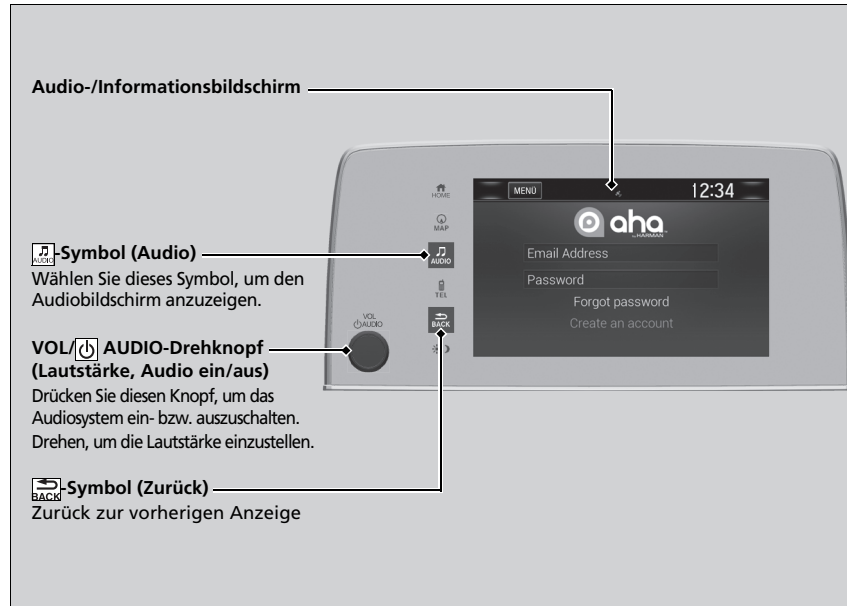 Audio-/Informationsbildschirm
HOME
MENÜ
12:34
MAP
aha
by HARMAN
AUDIO-Symbol (Audio)
Wählen Sie dieses Symbol, um den
Audiobildschirm anzuzeigen.
AUDIO
Email Address
Password
TEL
Forgot password
Create an account
VOL
AUDIO
BACK
VOL/ AUDIO-Drehknopf
(Lautstärke, Audio ein/aus)
Drücken Sie diesen Knopf, um das
Audiosystem ein- bzw. auszuschalten.
Drehen, um die Lautstärke einzustellen.
BACK-Symbol (Zurück)
Zurück zur vorherigen Anzeige